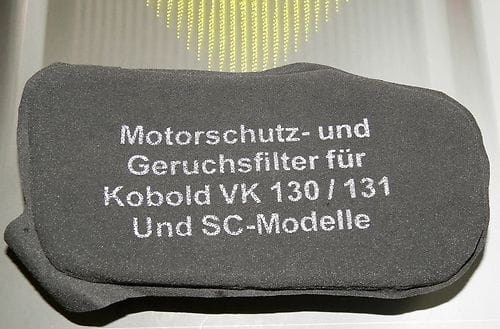 Motorschutz- und
Geruchsfilter für
Kobold VK 130 / 131
Und SC-Modelle